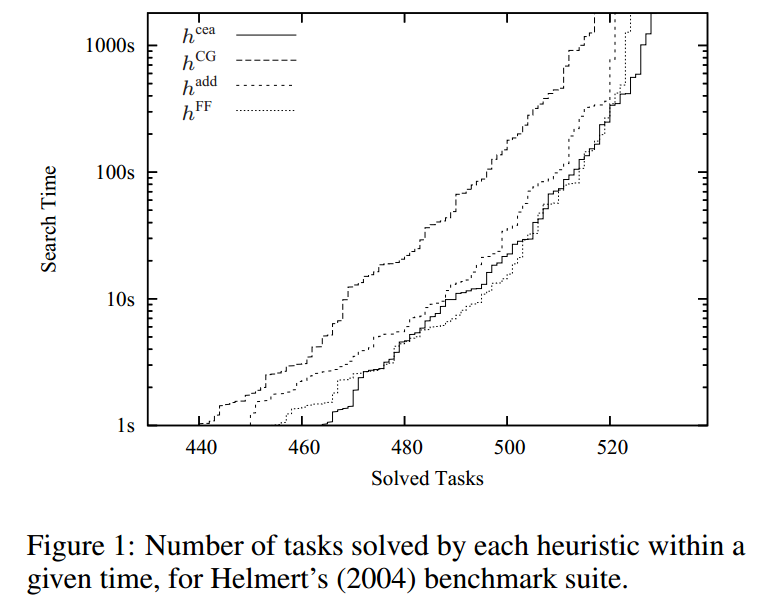 h^cea
h^CG
h^add
h^FF
1000s
100s
10s
1s
Search Time
440 460 480 500 520
Solved Tasks
Figure 1: Number of tasks solved by each heuristic within a
given time, for Helmert's (2004) benchmark suite.